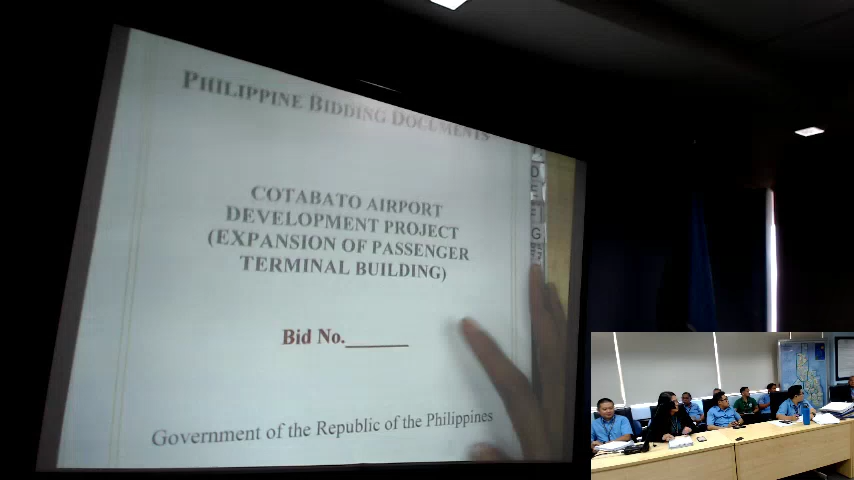 PHILIPPINE BIDDING DOCUMENTS
COTABATO AIRPORT
DEVELOPMENT PROJECT
(EXPANSION OF PASSENGER
TERMINAL BUILDING)
Bid No.______
Government of the Republic of the Philippines
D
E
F
G